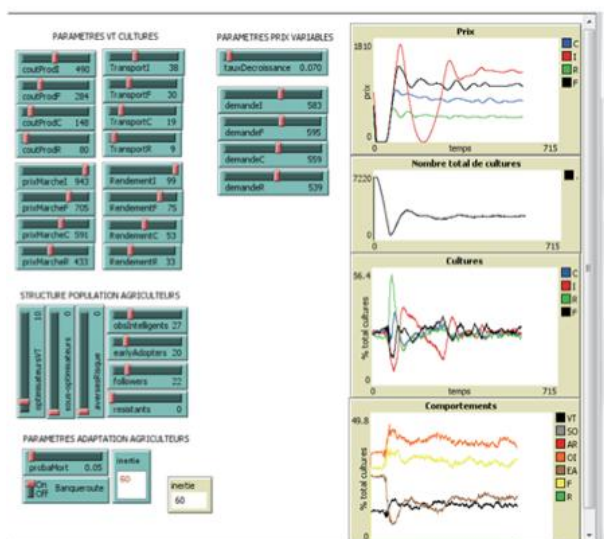 PARAMETRES VT CULTURES
coutProdI 490
TransportI 38
coutProdF 284
TransportF 30
coutProdC 148
TransportC 19
coutProdR 80
TransportR 9
prixMarcheI 943
RendementI 99
prixMarcheF 705
RendementF 75
prixMarcheC 591
RendementC 53
prixMarcheR 433
RendementR 33
PARAMETRES PRIX VARIABLES
tauxDecroissance 0.070
demandeI 583
demandeF 595
demandeC 559
demandeR 539
STRUCTURE POPULATION AGRICULTEURS
optimisateursVT 10
sous-optimisateurs 0
aversesRisque 0
obsIntelligents 27
earlyAdopters 20
followers 22
resistants 0
PARAMETRES ADAPTATION AGRICULTEURS
probaMort 0.05
On
Off
Banqueroute
inertie
60
inertie
60
Prix
1810
prix
0
0
temps
715
C
I
R
F
Nombre total de cultures
7220
0
0
715
Cultures
56.4
% total cultures
0
0
temps
715
C
I
R
F
Comportements
49.8
% total cultures
0
VT
SO
AR
OI
EA
F
R